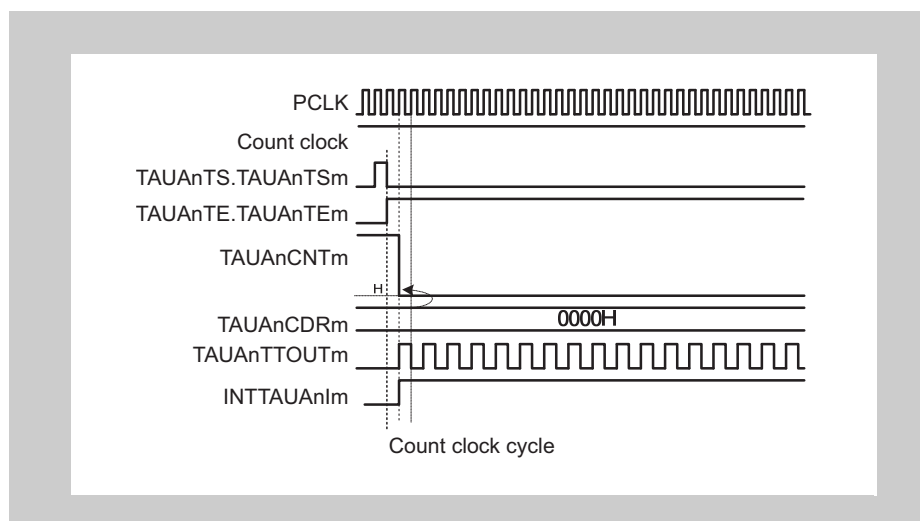 PCLK
Count clock
TAUAnTS.TAUAnTSm
TAUAnTE.TAUAnTEm
TAUAnCNTm
H
TAUAnCDRm
0000H
TAUAnTTOUTm
INTTAUAnIm
Count clock cycle